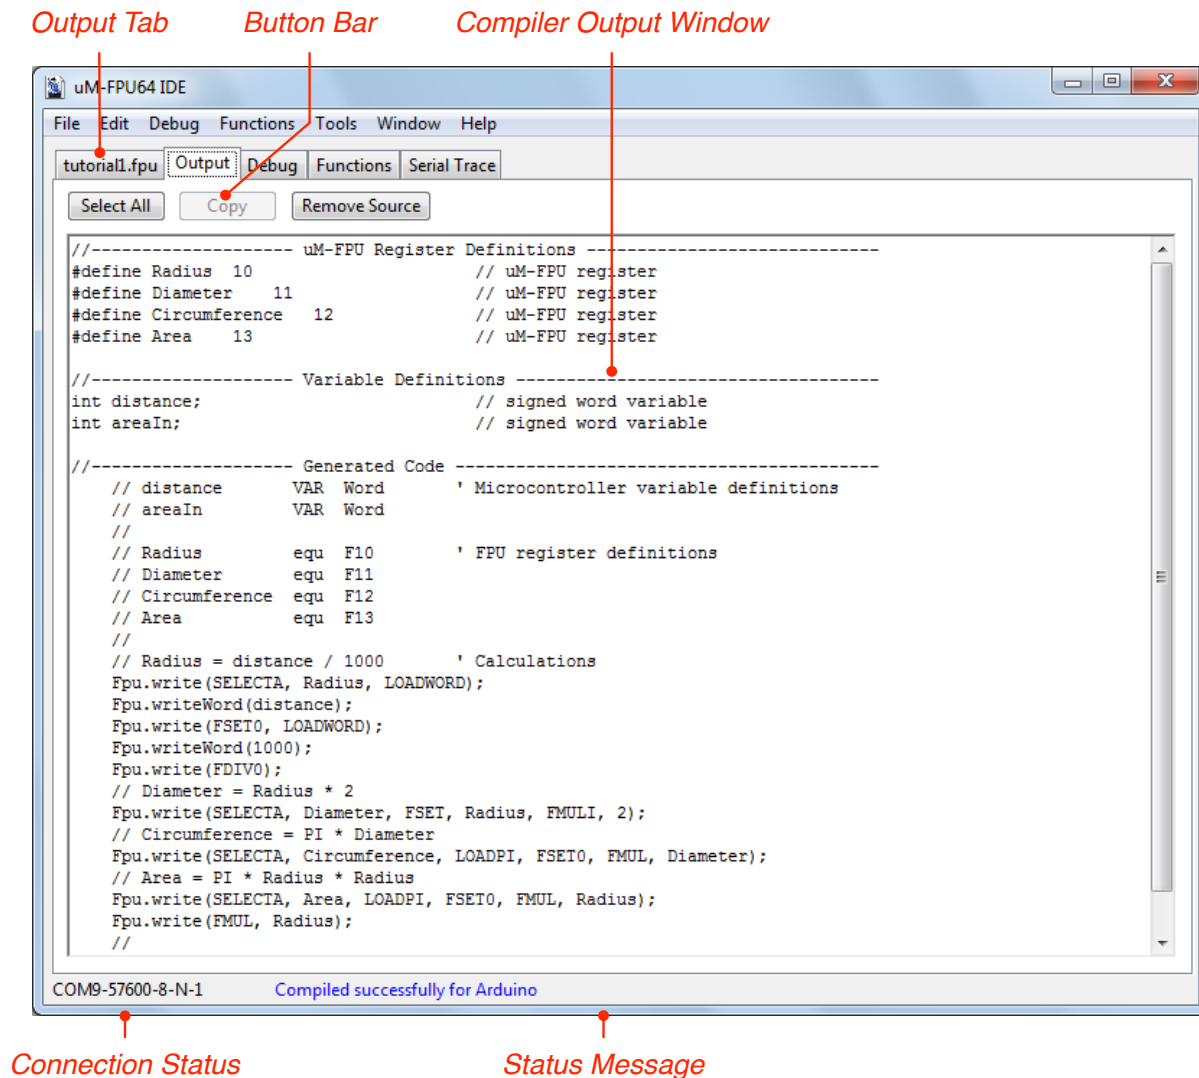 Output Tab Button Bar Compiler Output Window
uM-FPU64 IDE
File Edit Debug Functions Tools Window Help
tutorial1.fpu Output Debug Functions Serial Trace
Select All Copy Remove Source
//-------------------- uM-FPU Register Definitions -----------------------------
#define Radius 10 // uM-FPU register
#define Diameter 11 // uM-FPU register
#define Circumference 12 // uM-FPU register
#define Area 13 // uM-FPU register
//-------------------- Variable Definitions ------------------------------------
int distance; // signed word variable
int areaIn; // signed word variable
//-------------------- Generated Code ------------------------------------------
// distance VAR Word ' Microcontroller variable definitions
// areaIn VAR Word
//
// Radius equ F10 ' FPU register definitions
// Diameter equ F11
// Circumference equ F12
// Area equ F13
//
// Radius = distance / 1000 ' Calculations
Fpu.write(SELECTA, Radius, LOADWORD);
Fpu.writeWord(distance);
Fpu.write(FSET0, LOADWORD);
Fpu.writeWord(1000);
Fpu.write(FDIV0);
// Diameter = Radius * 2
Fpu.write(SELECTA, Diameter, FSET, Radius, FMULI, 2);
// Circumference = PI * Diameter
Fpu.write(SELECTA, Circumference, LOADPI, FSET0, FMUL, Diameter);
// Area = PI * Radius * Radius
Fpu.write(SELECTA, Area, LOADPI, FSET0, FMUL, Radius);
Fpu.write(FMUL, Radius);
//
COM9-57600-8-N-1 Compiled successfully for Arduino
Connection Status Status Message